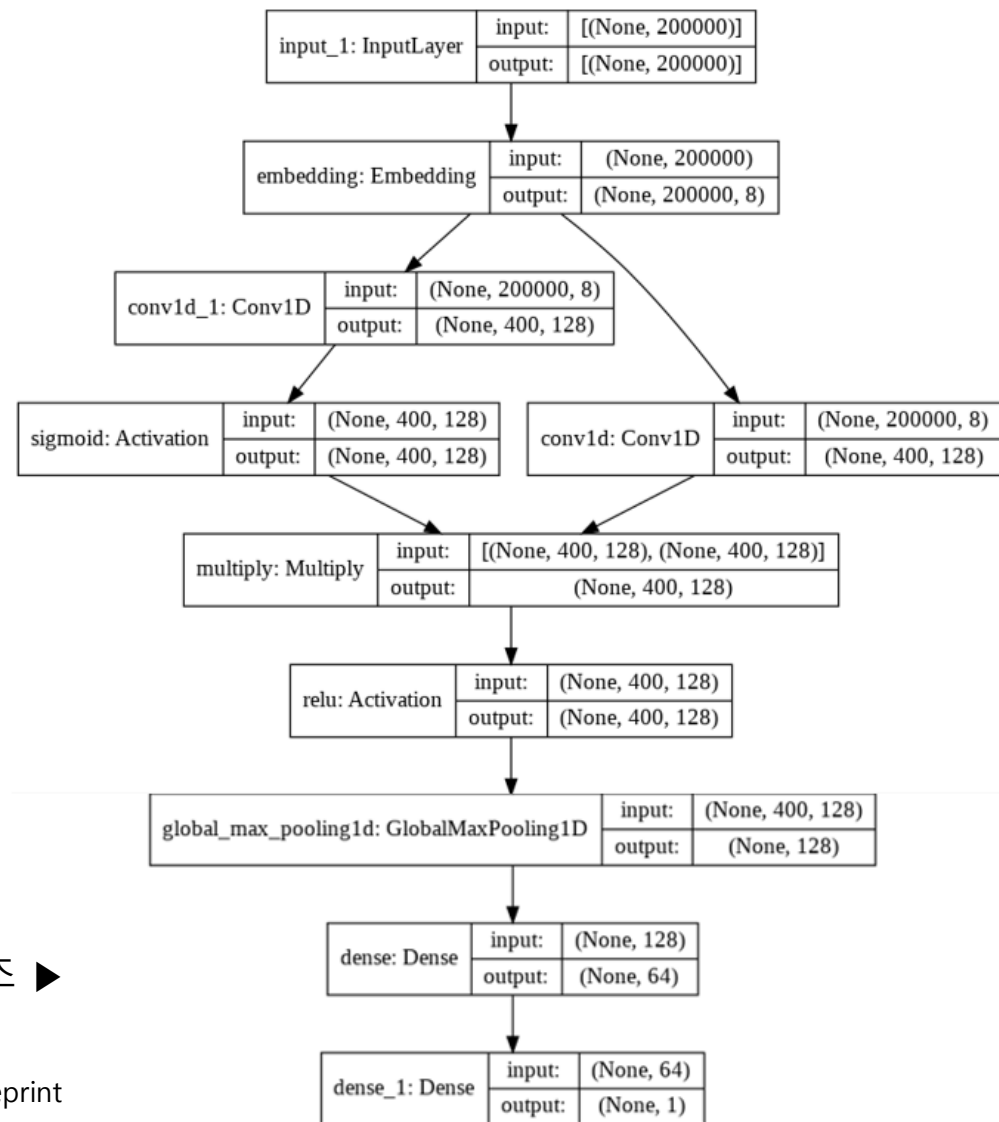 input_1: InputLayer
input: [(None, 200000)]
output: [(None, 200000)]
embedding: Embedding
input: (None, 200000)
output: (None, 200000, 8)
conv1d_1: Conv1D
input: (None, 200000, 8)
output: (None, 400, 128)
sigmoid: Activation
input: (None, 400, 128)
output: (None, 400, 128)
conv1d: Conv1D
input: (None, 200000, 8)
output: (None, 400, 128)
multiply: Multiply
input: [(None, 400, 128), (None, 400, 128)]
output: (None, 400, 128)
relu: Activation
input: (None, 400, 128)
output: (None, 400, 128)
global_max_pooling1d: GlobalMaxPooling1D
input: (None, 400, 128)
output: (None, 128)
dense: Dense
input: (None, 128)
output: (None, 64)
▶
dense_1: Dense
input: (None, 64)
output: (None, 1)
eprint